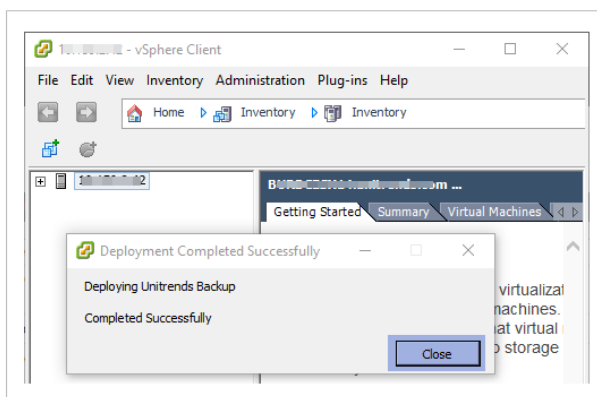 - vSphere Client
File Edit View Inventory Administration Plug-ins Help
Home Inventory Inventory
Getting Started Summary Virtual Machines
Deployment Completed Successfully
Deploying Unitrends Backup
Completed Successfully
Close
virtualizat
machines.
at virtual
storage